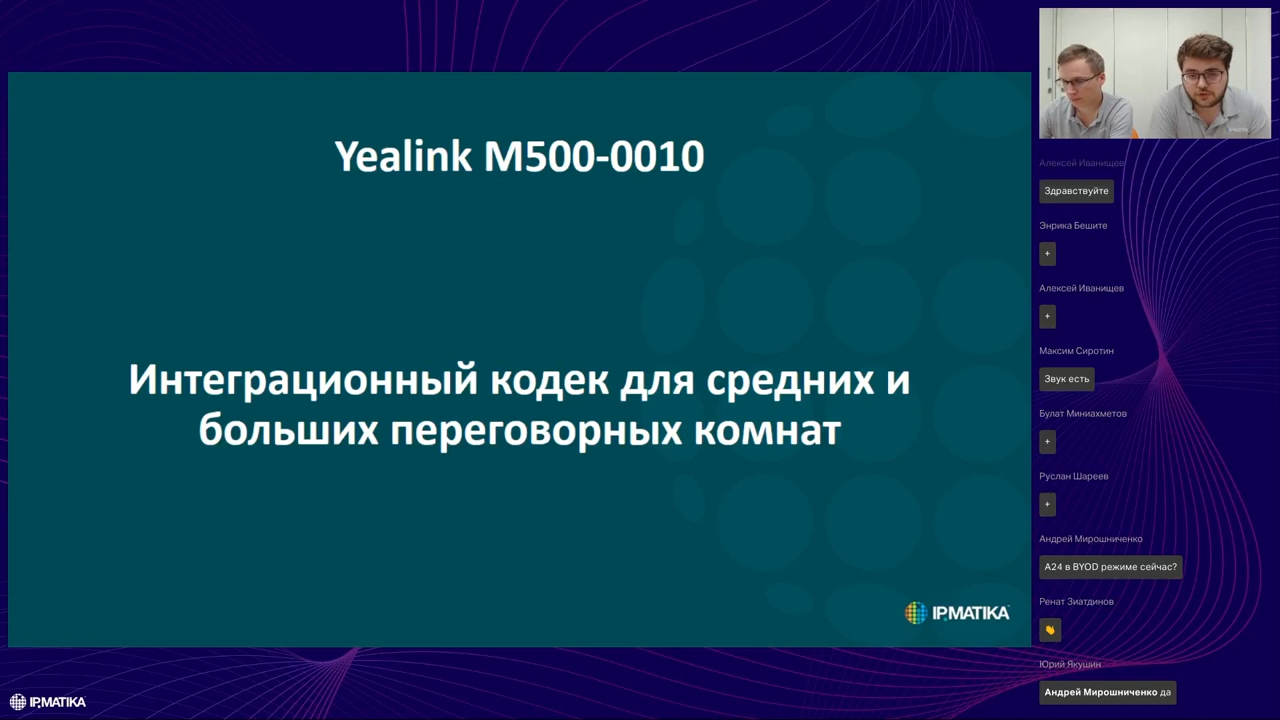 Yealink M500-0010
Интеграционный кодек для средних и
больших переговорных комнат
IPMATIKA
IPMATIKA
Алексей Иванищев
Здравствуйте
Энрика Бешите
+
Алексей Иванищев
+
Максим Сиротин
Звук есть
Булат Миниахметов
+
Руслан Шареев
+
Андрей Мирошниченко
A24 в BYOD режиме сейчас?
Ренат Зиатдинов
👏
Юрий Якушин
Андрей Мирошниченко да